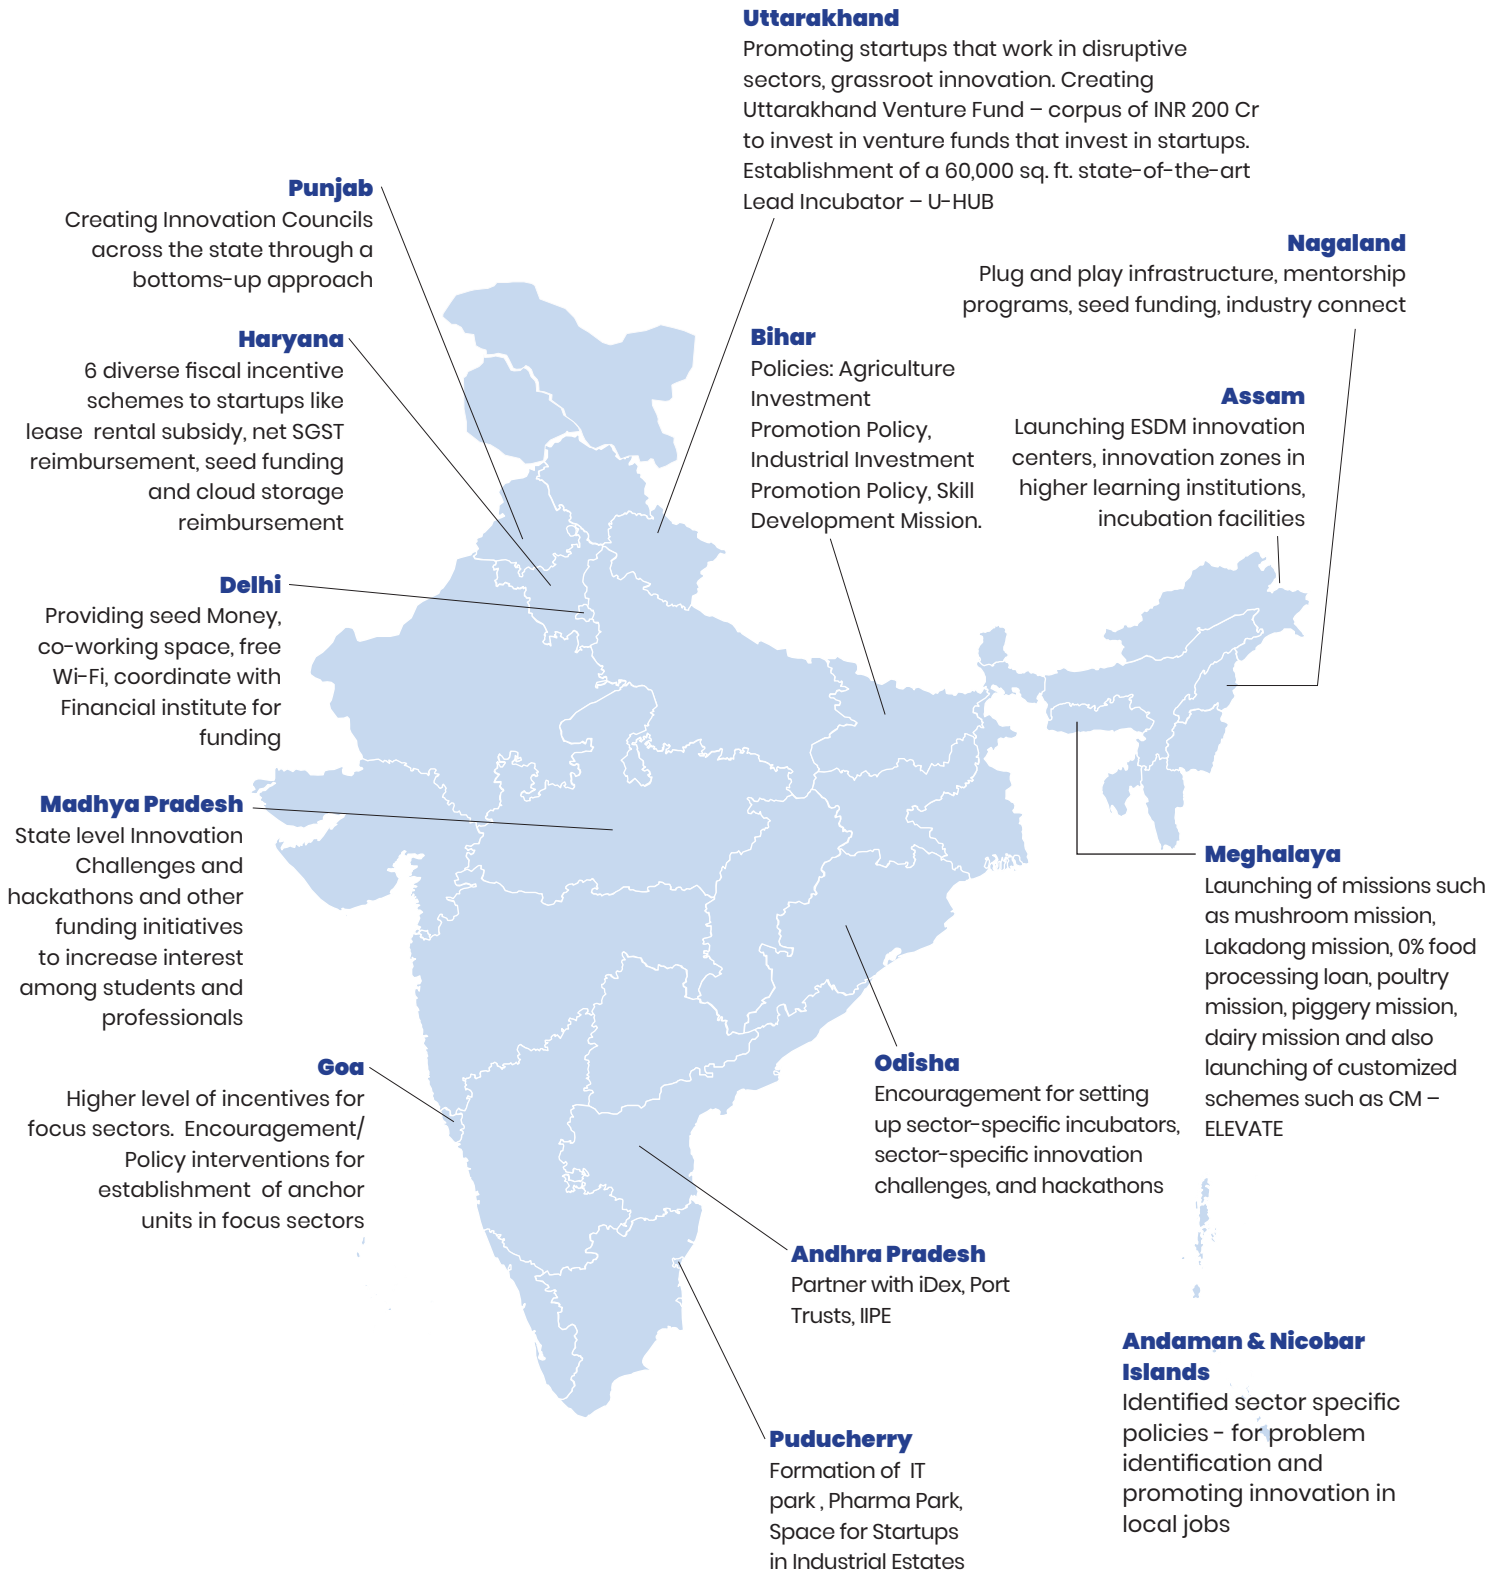 Uttarakhand
Promoting startups that work in disruptive
sectors, grassroot innovation. Creating
Uttarakhand Venture Fund – corpus of INR 200 Cr
to invest in venture funds that invest in startups.
Establishment of a 60,000 sq. ft. state-of-the-art
Lead Incubator – U-HUB
Punjab
Creating Innovation Councils
across the state through a
bottoms-up approach
Nagaland
Plug and play infrastructure, mentorship
programs, seed funding, industry connect
Haryana
6 diverse fiscal incentive
schemes to startups like
lease rental subsidy, net SGST
reimbursement, seed funding
and cloud storage
reimbursement
Bihar
Policies: Agriculture
Investment
Promotion Policy,
Industrial Investment
Promotion Policy, Skill
Development Mission.
Assam
Launching ESDM innovation
centers, innovation zones in
higher learning institutions,
incubation facilities
Delhi
Providing seed Money,
co-working space, free
Wi-Fi, coordinate with
Financial institute for
funding
Madhya Pradesh
State level Innovation
Challenges and
hackathons and other
funding initiatives
to increase interest
among students and
professionals
Meghalaya
Launching of missions such
as mushroom mission,
Lakadong mission, 0% food
processing loan, poultry
mission, piggery mission,
dairy mission and also
launching of customized
schemes such as CM –
ELEVATE
Goa
Higher level of incentives for
focus sectors. Encouragement/
Policy interventions for
establishment of anchor
units in focus sectors
Odisha
Encouragement for setting
up sector-specific incubators,
sector-specific innovation
challenges, and hackathons
Andhra Pradesh
Partner with iDex, Port
Trusts, IIPE
Andaman & Nicobar
Islands
Identified sector specific
policies - for problem
identification and
promoting innovation in
local jobs
Puducherry
Formation of IT
park , Pharma Park,
Space for Startups
in Industrial Estates